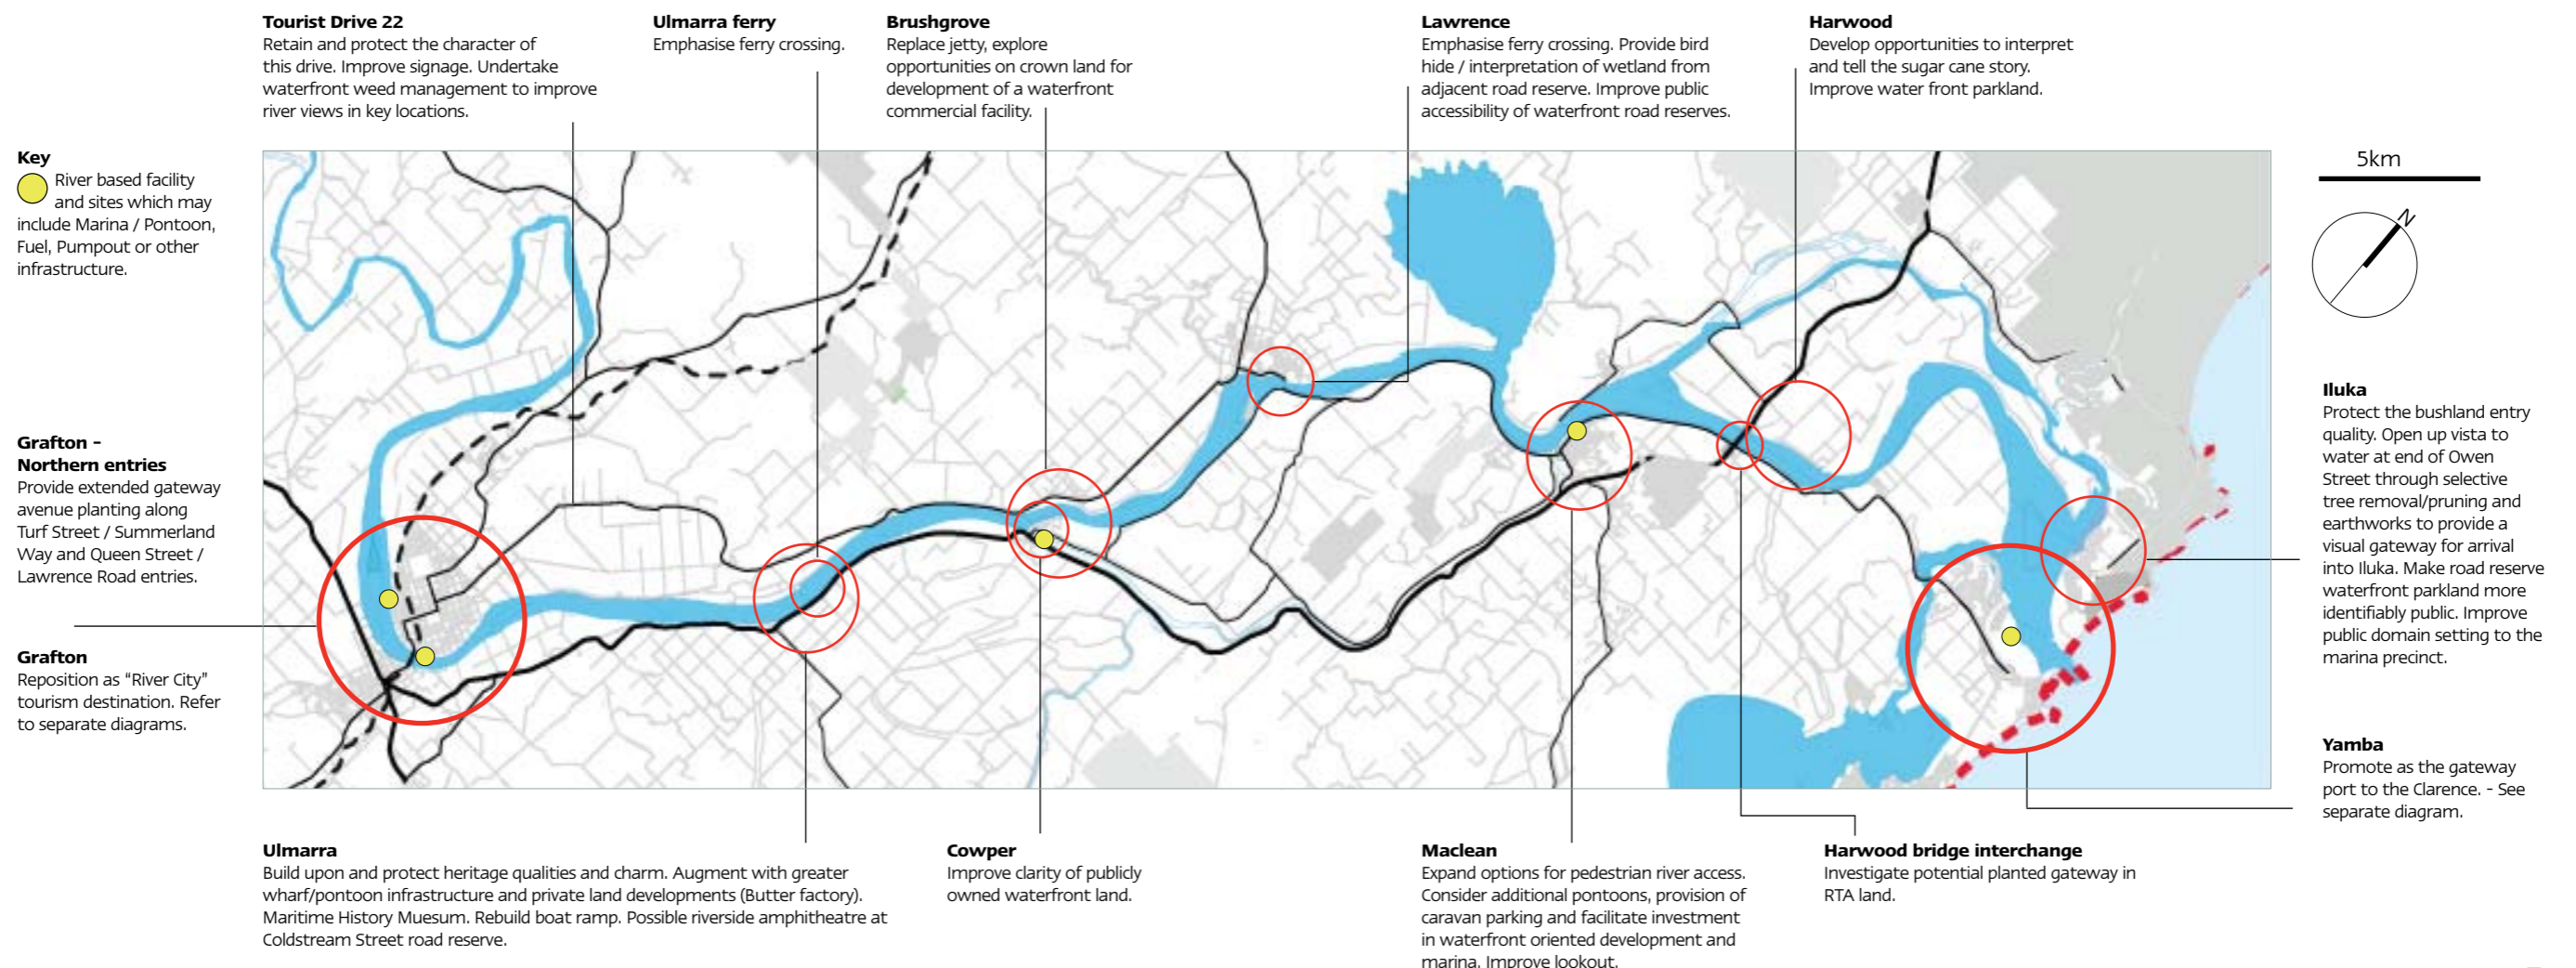 Tourist Drive 22
Retain and protect the character of
this drive. Improve signage. Undertake
waterfront weed management to improve
river views in key locations.
Ulmarra ferry
Emphasise ferry crossing.
Brushgrove
Replace jetty, explore
opportunities on crown land for
development of a waterfront
commercial facility.
Lawrence
Emphasise ferry crossing. Provide bird
hide / interpretation of wetland from
adjacent road reserve. Improve public
accessibility of waterfront road reserves.
Harwood
Develop opportunities to interpret
and tell the sugar cane story.
Improve water front parkland.
Key
River based facility
and sites which may
include Marina / Pontoon,
Fuel, Pumpout or other
infrastructure.
5km
N
Grafton –
Northern entries
Provide extended gateway
avenue planting along
Turf Street / Summerland
Way and Queen Street /
Lawrence Road entries.
Grafton
Reposition as “River City”
tourism destination. Refer
to separate diagrams.
Iluka
Protect the bushland entry
quality. Open up vista to
water at end of Owen
Street through selective
tree removal/pruning and
earthworks to provide a
visual gateway for arrival
into Iluka. Make road reserve
waterfront parkland more
identifiably public. Improve
public domain setting to the
marina precinct.
Yamba
Promote as the gateway
port to the Clarence. - See
separate diagram.
Ulmarra
Build upon and protect heritage qualities and charm. Augment with greater
wharf/pontoon infrastructure and private land developments (Butter factory).
Maritime History Muesum. Rebuild boat ramp. Possible riverside amphitheatre at
Coldstream Street road reserve.
Cowper
Improve clarity of publicly
owned waterfront land.
Maclean
Expand options for pedestrian river access.
Consider additional pontoons, provision of
caravan parking and facilitate investment
in waterfront oriented development and
marina. Improve lookout.
Harwood bridge interchange
Investigate potential planted gateway in
RTA land.